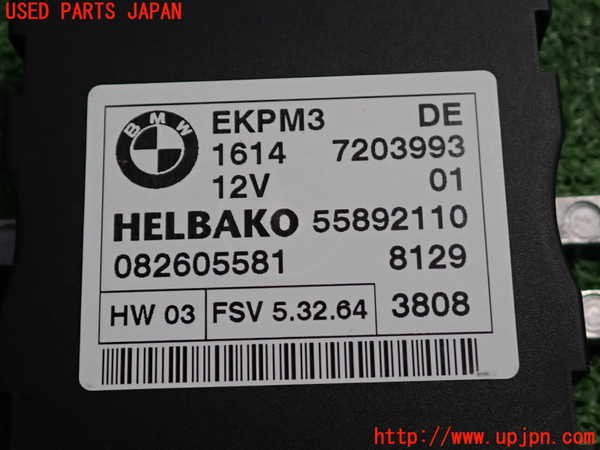 USED PARTS JAPAN
BMW
EKPM3 DE
1614 7203993
12V 01
HELBAKO 55892110
082605581 8129
HW 03 FSV 5.32.64 3808
http://www.upjpn.com/